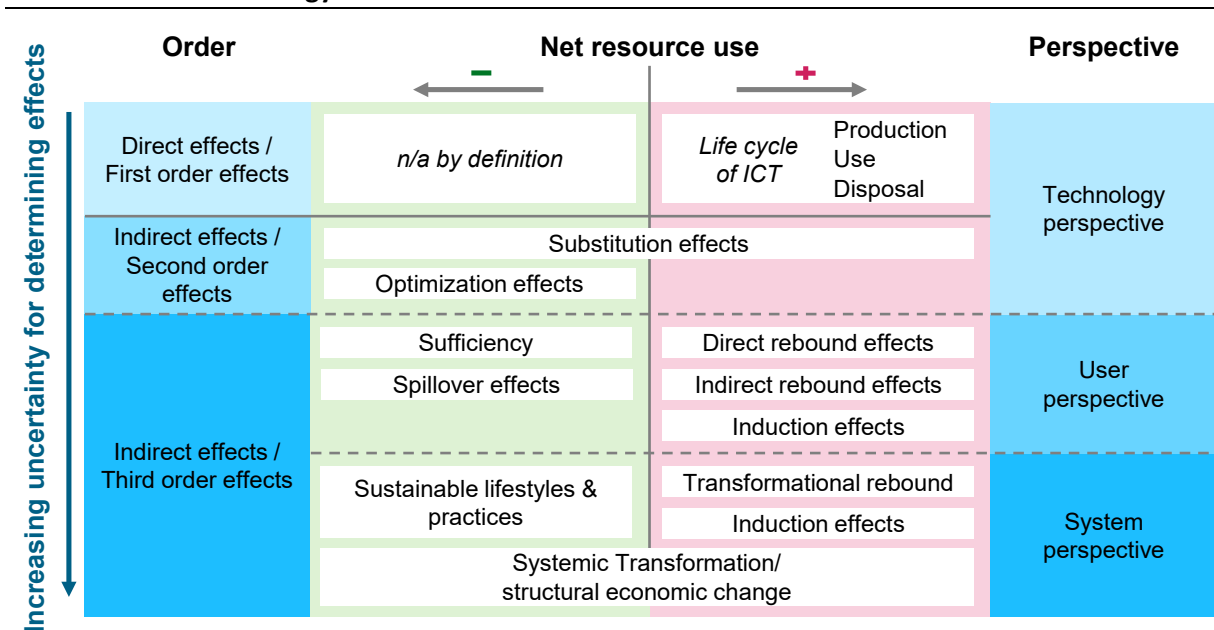 Order
Net resource use
Perspective
−
+
Increasing uncertainty for determining effects
Direct effects /
First order effects
n/a by definition
Life cycle
of ICT
Production
Use
Disposal
Technology
perspective
Indirect effects /
Second order
effects
Substitution effects
Optimization effects
Indirect effects /
Third order effects
Sufficiency
Spillover effects
Direct rebound effects
Indirect rebound effects
Induction effects
User
perspective
Sustainable lifestyles &
practices
Transformational rebound
Induction effects
Systemic Transformation/
structural economic change
System
perspective